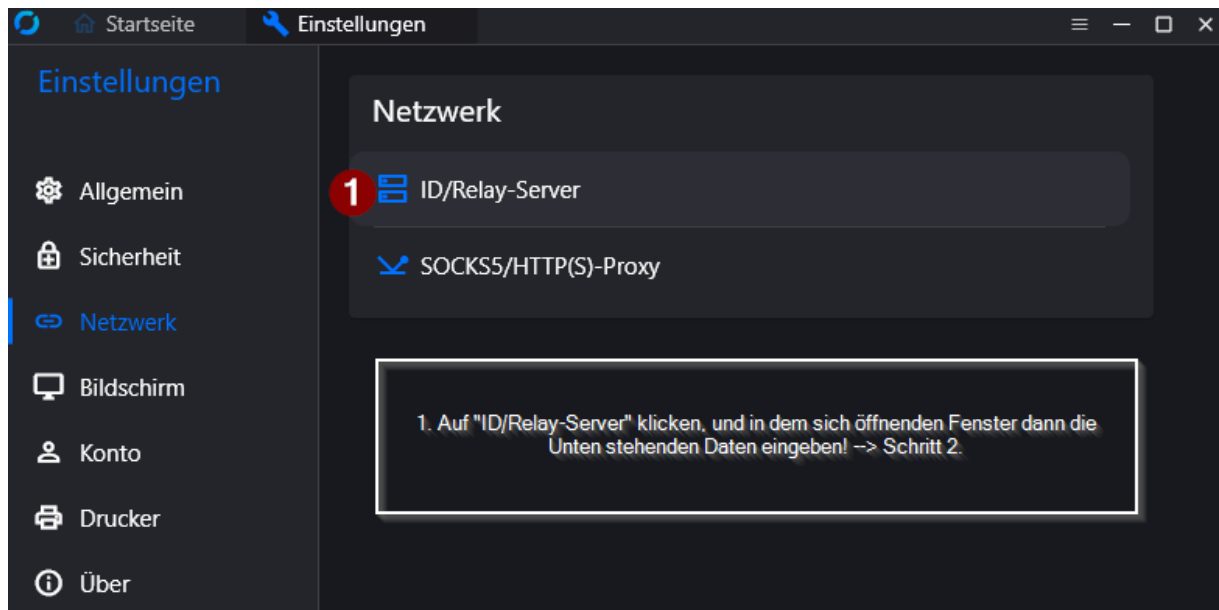 Startseite
Einstellungen
Einstellungen
Allgemein
Sicherheit
Netzwerk
Bildschirm
Konto
Drucker
Über
Netzwerk
1
ID/Relay-Server
SOCKS5/HTTP(S)-Proxy
1. Auf "ID/Relay-Server" klicken, und in dem sich öffnenden Fenster dann die
Unten stehenden Daten eingeben! --> Schritt 2.